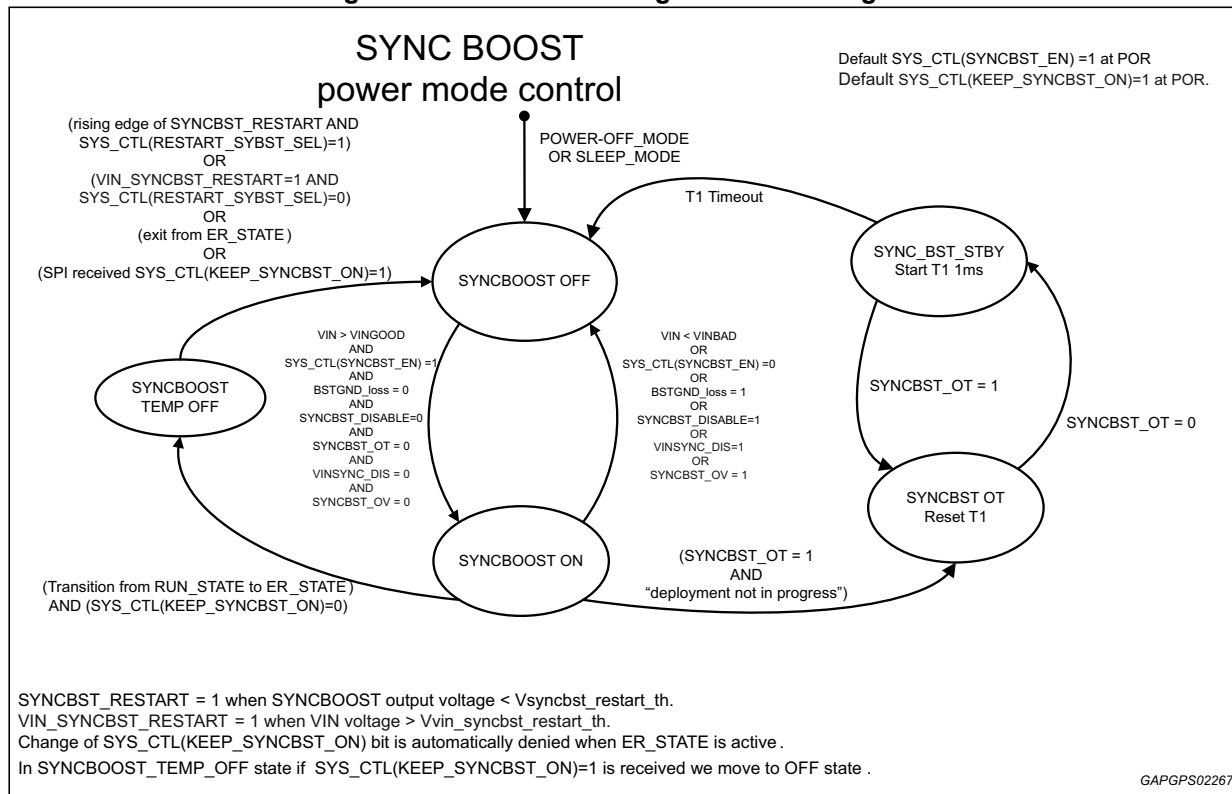 SYNC BOOST
power mode control
Default SYS_CTL(SYNCBST_EN) =1 at POR
Default SYS_CTL(KEEP_SYNCBST_ON)=1 at POR.
(rising edge of SYNCBST_RESTART AND
SYS_CTL(RESTART_SYBST_SEL)=1)
OR
(VIN_SYNCBST_RESTART=1 AND
SYS_CTL(RESTART_SYBST_SEL)=0)
OR
(exit from ER_STATE)
OR
(SPI received SYS_CTL(KEEP_SYNCBST_ON)=1)
POWER-OFF_MODE
OR SLEEP_MODE
T1 Timeout
SYNC_BST_STBY
Start T1 1ms
SYNCBOOST OFF
VIN > VINGOOD
AND
SYS_CTL(SYNCBST_EN) =1
AND
BSTGND_loss = 0
AND
SYNCBST_DISABLE=0
AND
SYNCBST_OT = 0
AND
VINSYNC_DIS = 0
AND
SYNCBST_OV = 0
VIN < VINBAD
OR
SYS_CTL(SYNCBST_EN) =0
OR
BSTGND_loss = 1
OR
SYNCBST_DISABLE=1
OR
VINSYNC_DIS=1
OR
SYNCBST_OV = 1
SYNCBOOST
TEMP OFF
SYNCBST_OT = 1
SYNCBST_OT = 0
SYNCBST OT
Reset T1
SYNCBOOST ON
(Transition from RUN_STATE to ER_STATE)
AND (SYS_CTL(KEEP_SYNCBST_ON)=0)
(SYNCBST_OT = 1
AND
“deployment not in progress”)
SYNCBST_RESTART = 1 when SYNCBOOST output voltage < Vsyncbst_restart_th.
VIN_SYNCBST_RESTART = 1 when VIN voltage > Vvin_syncbst_restart_th.
Change of SYS_CTL(KEEP_SYNCBST_ON) bit is automatically denied when ER_STATE is active.
In SYNCBOOST_TEMP_OFF state if SYS_CTL(KEEP_SYNCBST_ON)=1 is received we move to OFF state.
GAPGPS02267